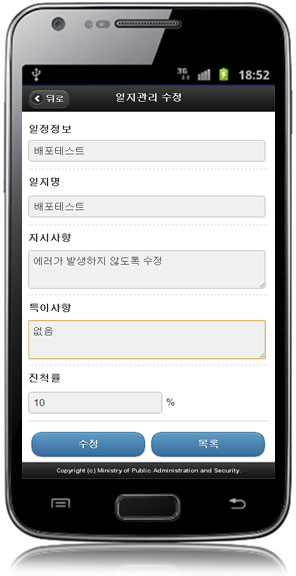 3G 18:52
뒤로 일지관리 수정
일정정보
배포테스트
일지명
배포테스트
지시사항
에러가 발생하지 않도록 수정
특이사항
없음
진척률
10 %
수정 목록
Copyright (c) Ministry of Public Administration and Security.